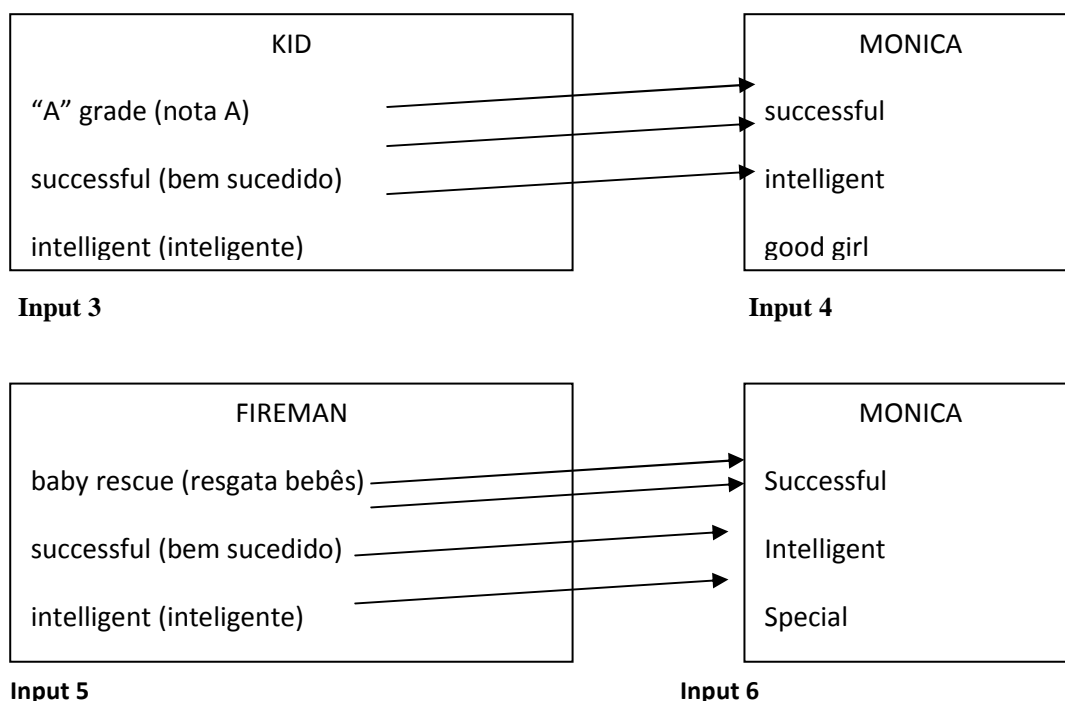 KID
“A” grade (nota A)
successful (bem sucedido)
intelligent (inteligente)
MONICA
successful
intelligent
good girl
Input 3
Input 4
FIREMAN
baby rescue (resgata bebês)
successful (bem sucedido)
intelligent (inteligente)
MONICA
Successful
Intelligent
Special
Input 5
Input 6